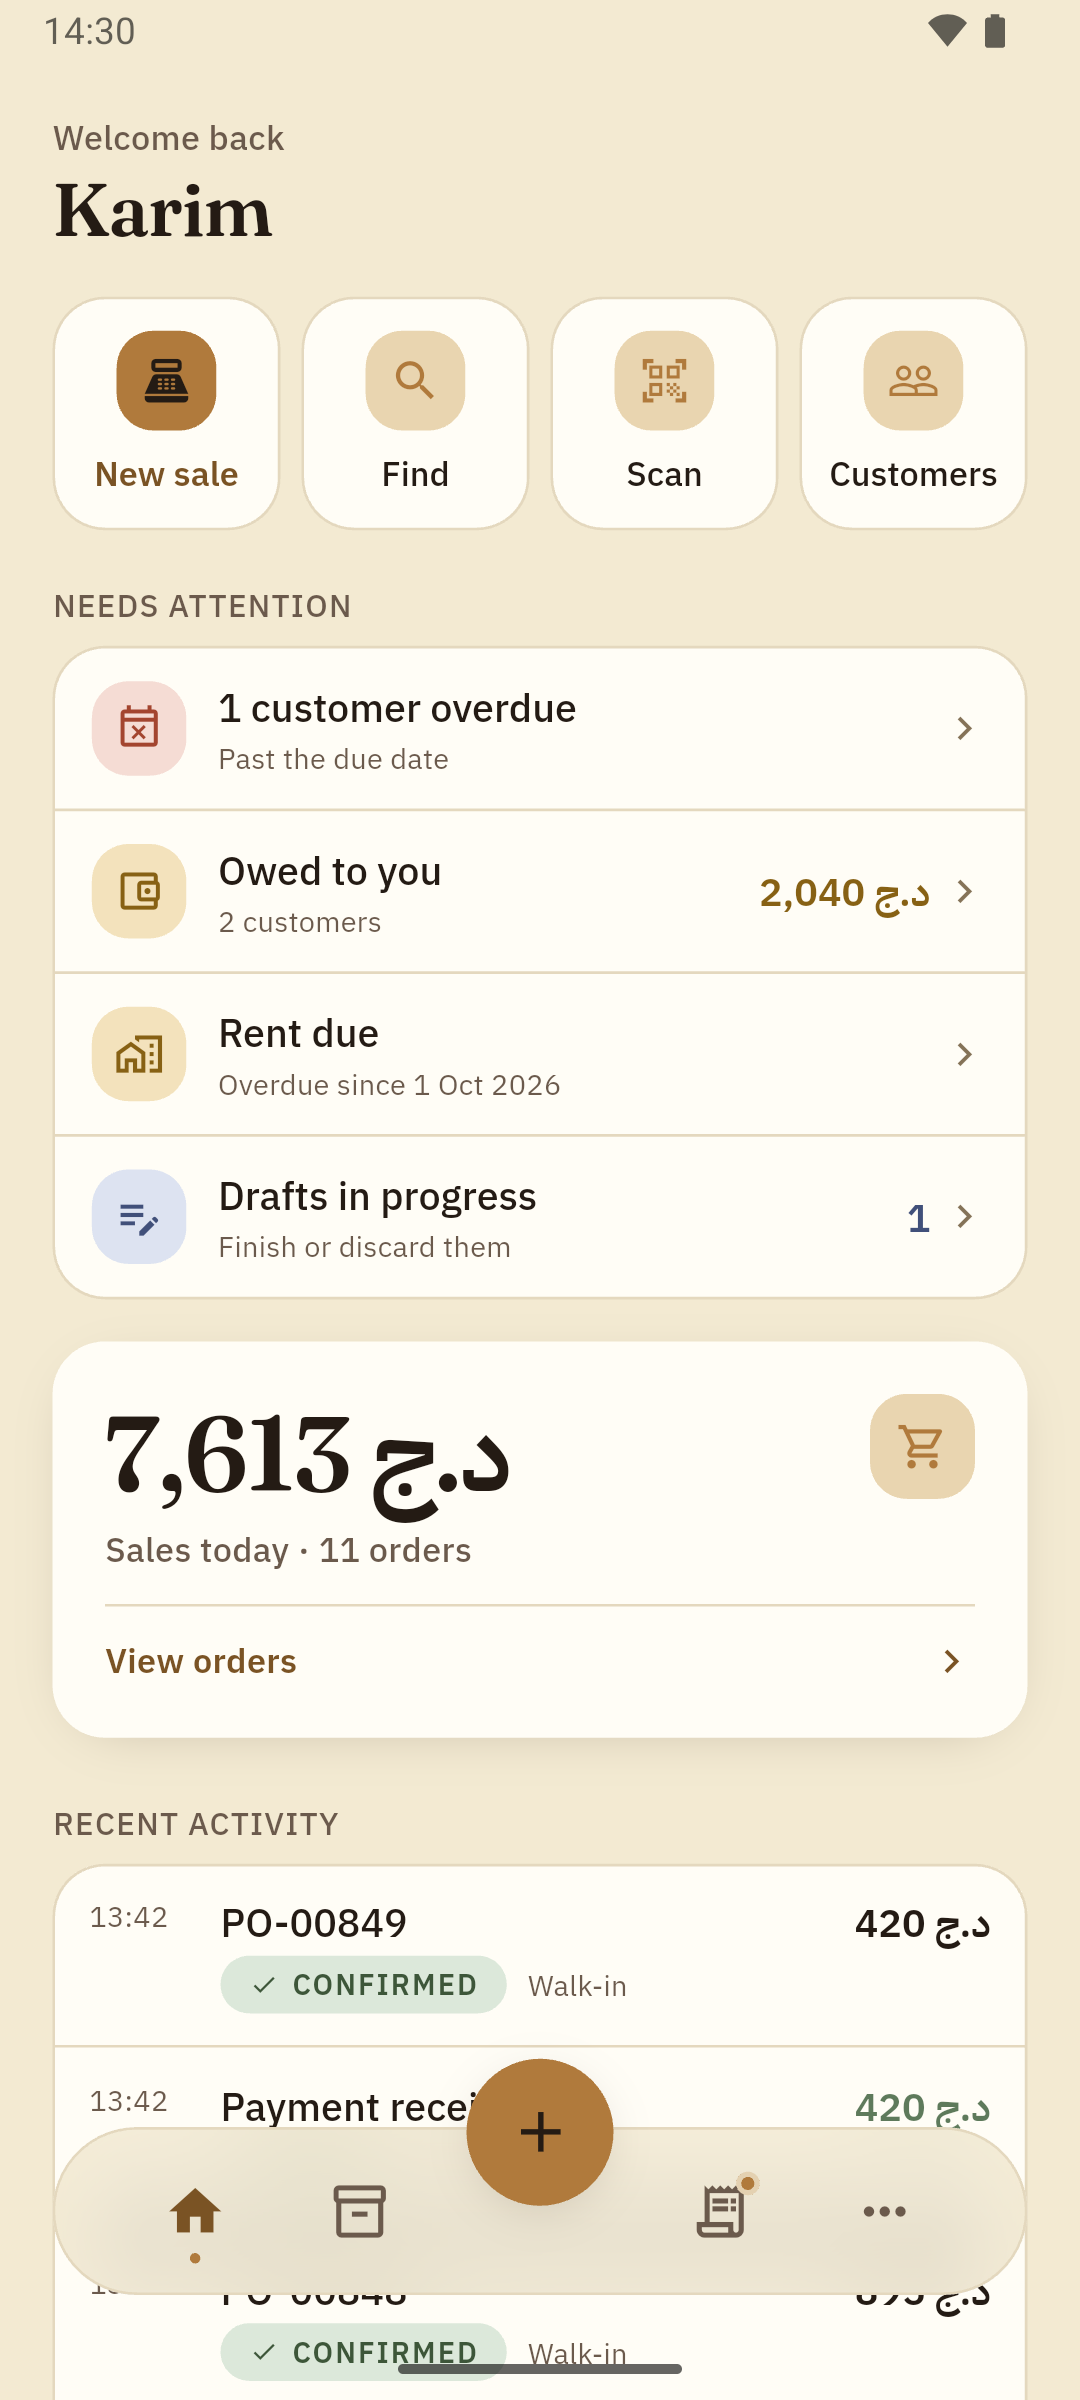 14:30
Welcome back
Karim
New sale
Find
Scan
Customers
NEEDS ATTENTION
1 customer overdue
Past the due date
Owed to you
2,040 د.ج
2 customers
Rent due
Overdue since 1 Oct 2026
Drafts in progress
1
Finish or discard them
7,613 د.ج
Sales today · 11 orders
View orders
RECENT ACTIVITY
13:42 PO-00849 420 د.ج
CONFIRMED Walk-in
13:42 Payment 420 د.ج
PO-00848 د.ج
CONFIRMED Walk-in